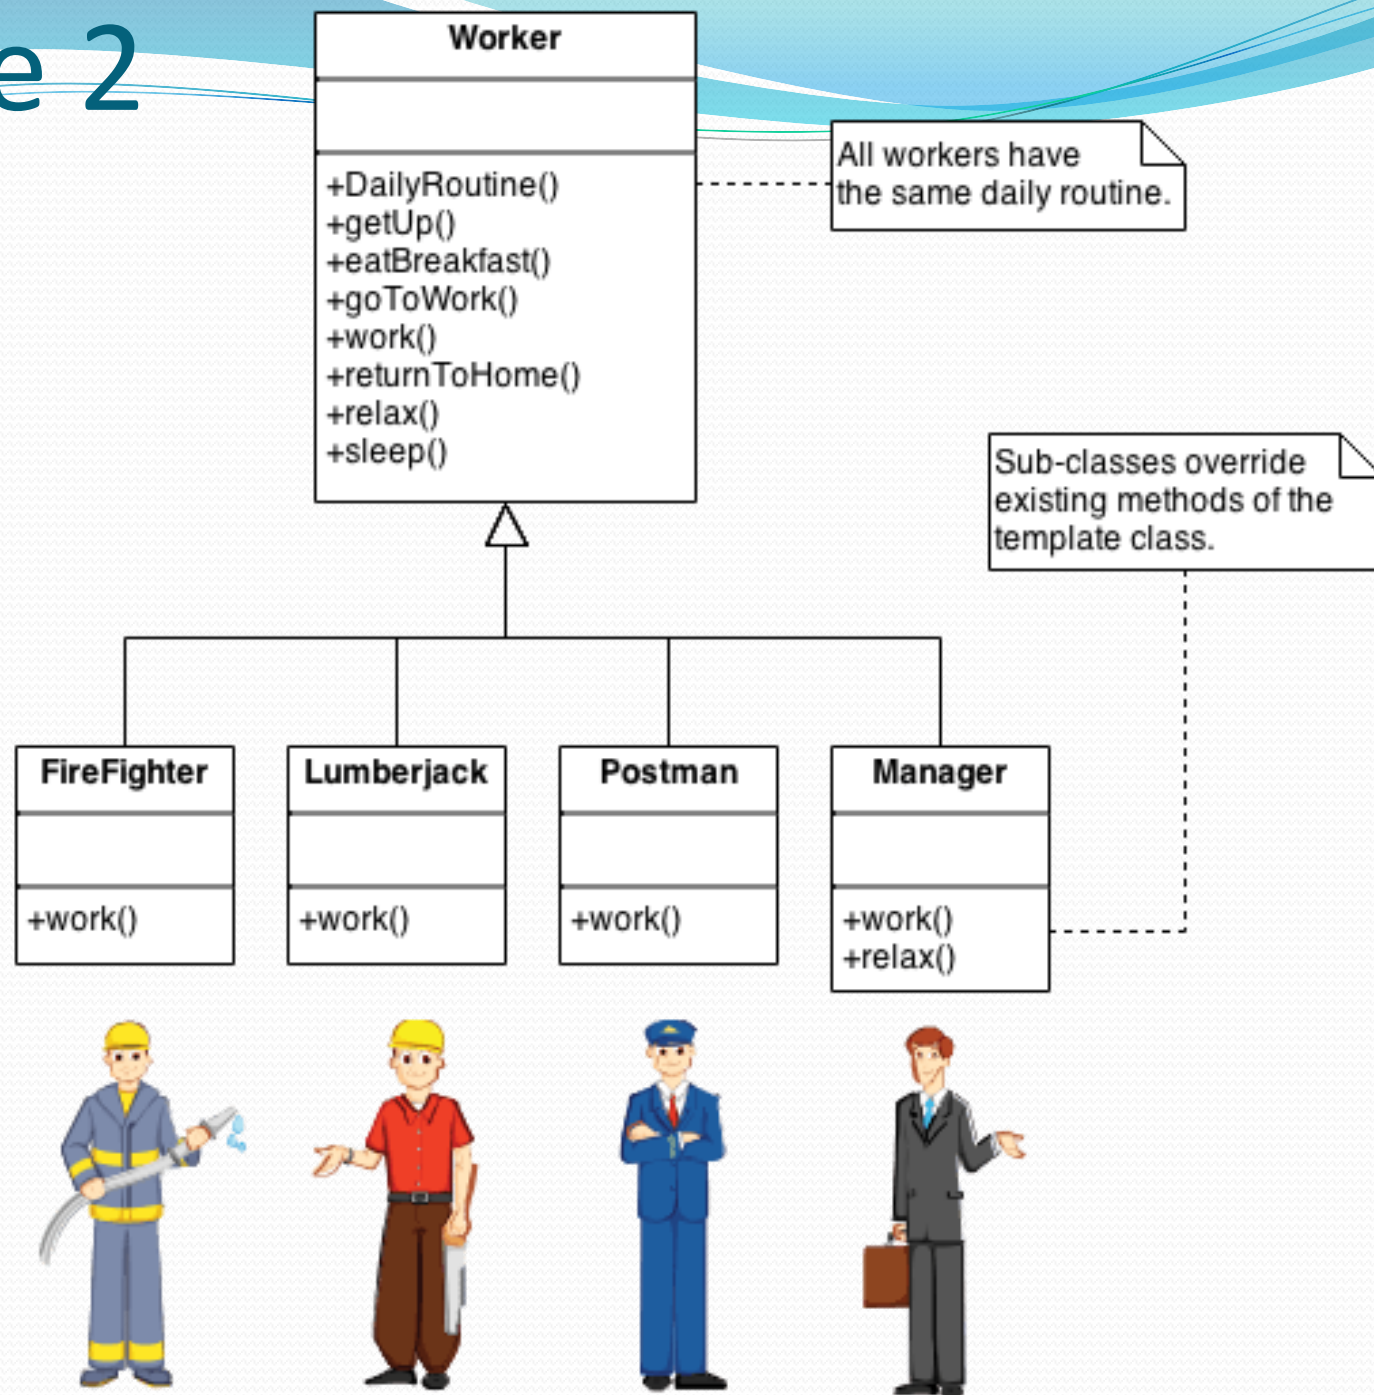 e 2
Worker
+DailyRoutine()
+getUp()
+eatBreakfast()
+goToWork()
+work()
+returnToHome()
+relax()
+sleep()
All workers have
the same daily routine.
Sub-classes override
existing methods of the
template class.
FireFighter
+work()
Lumberjack
+work()
Postman
+work()
Manager
+work()
+relax()